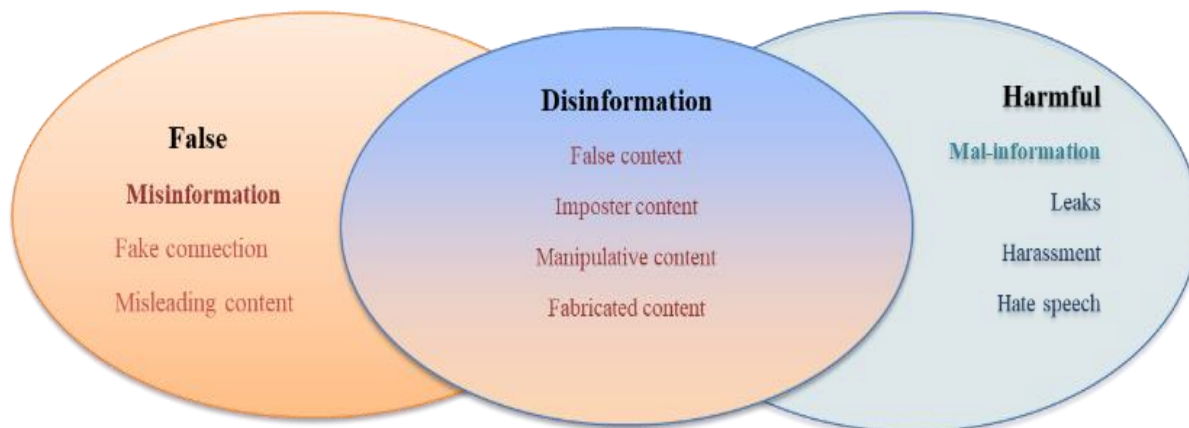 False
Misinformation
Fake connection
Misleading content
Disinformation
False context
Imposter content
Manipulative content
Fabricated content
Harmful
Mal-information
Leaks
Harassment
Hate speech